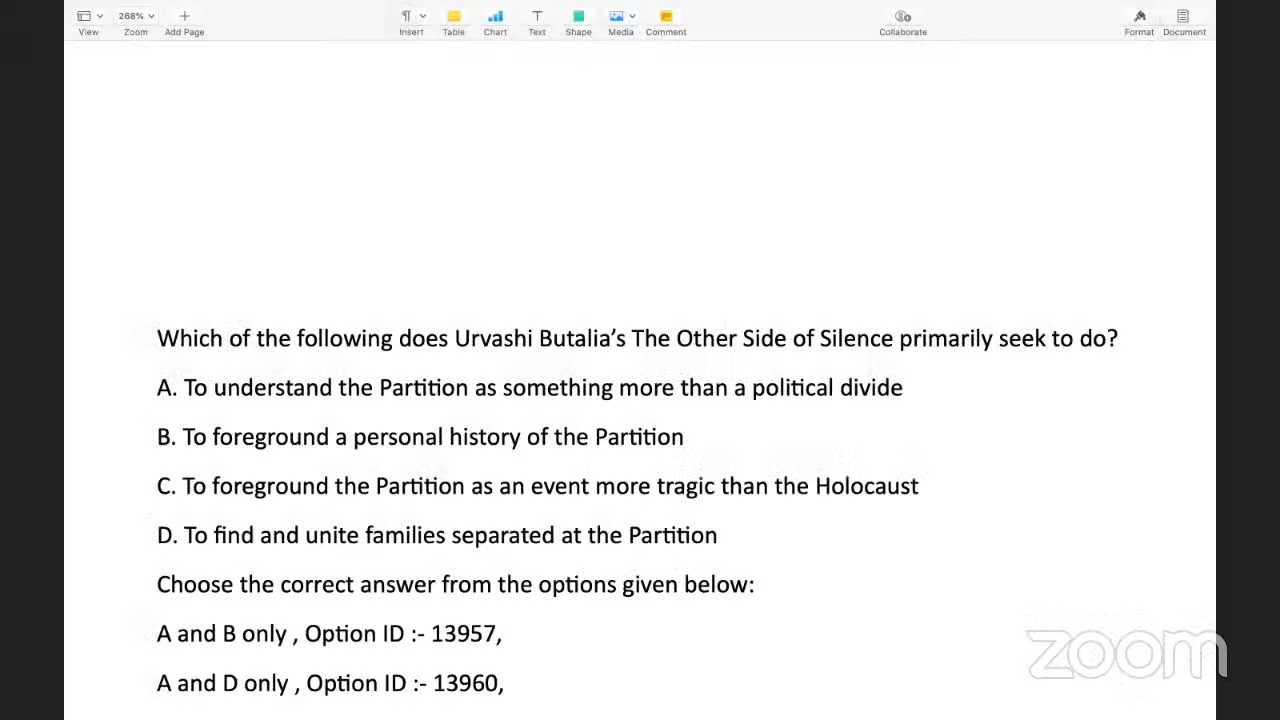 268%
View Zoom Add Page Insert Table Chart Text Shape Media Comment Collaborate Format Document
Which of the following does Urvashi Butalia’s The Other Side of Silence primarily seek to do?
A. To understand the Partition as something more than a political divide
B. To foreground a personal history of the Partition
C. To foreground the Partition as an event more tragic than the Holocaust
D. To find and unite families separated at the Partition
Choose the correct answer from the options given below:
A and B only , Option ID :- 13957,
zoom
A and D only , Option ID :- 13960,